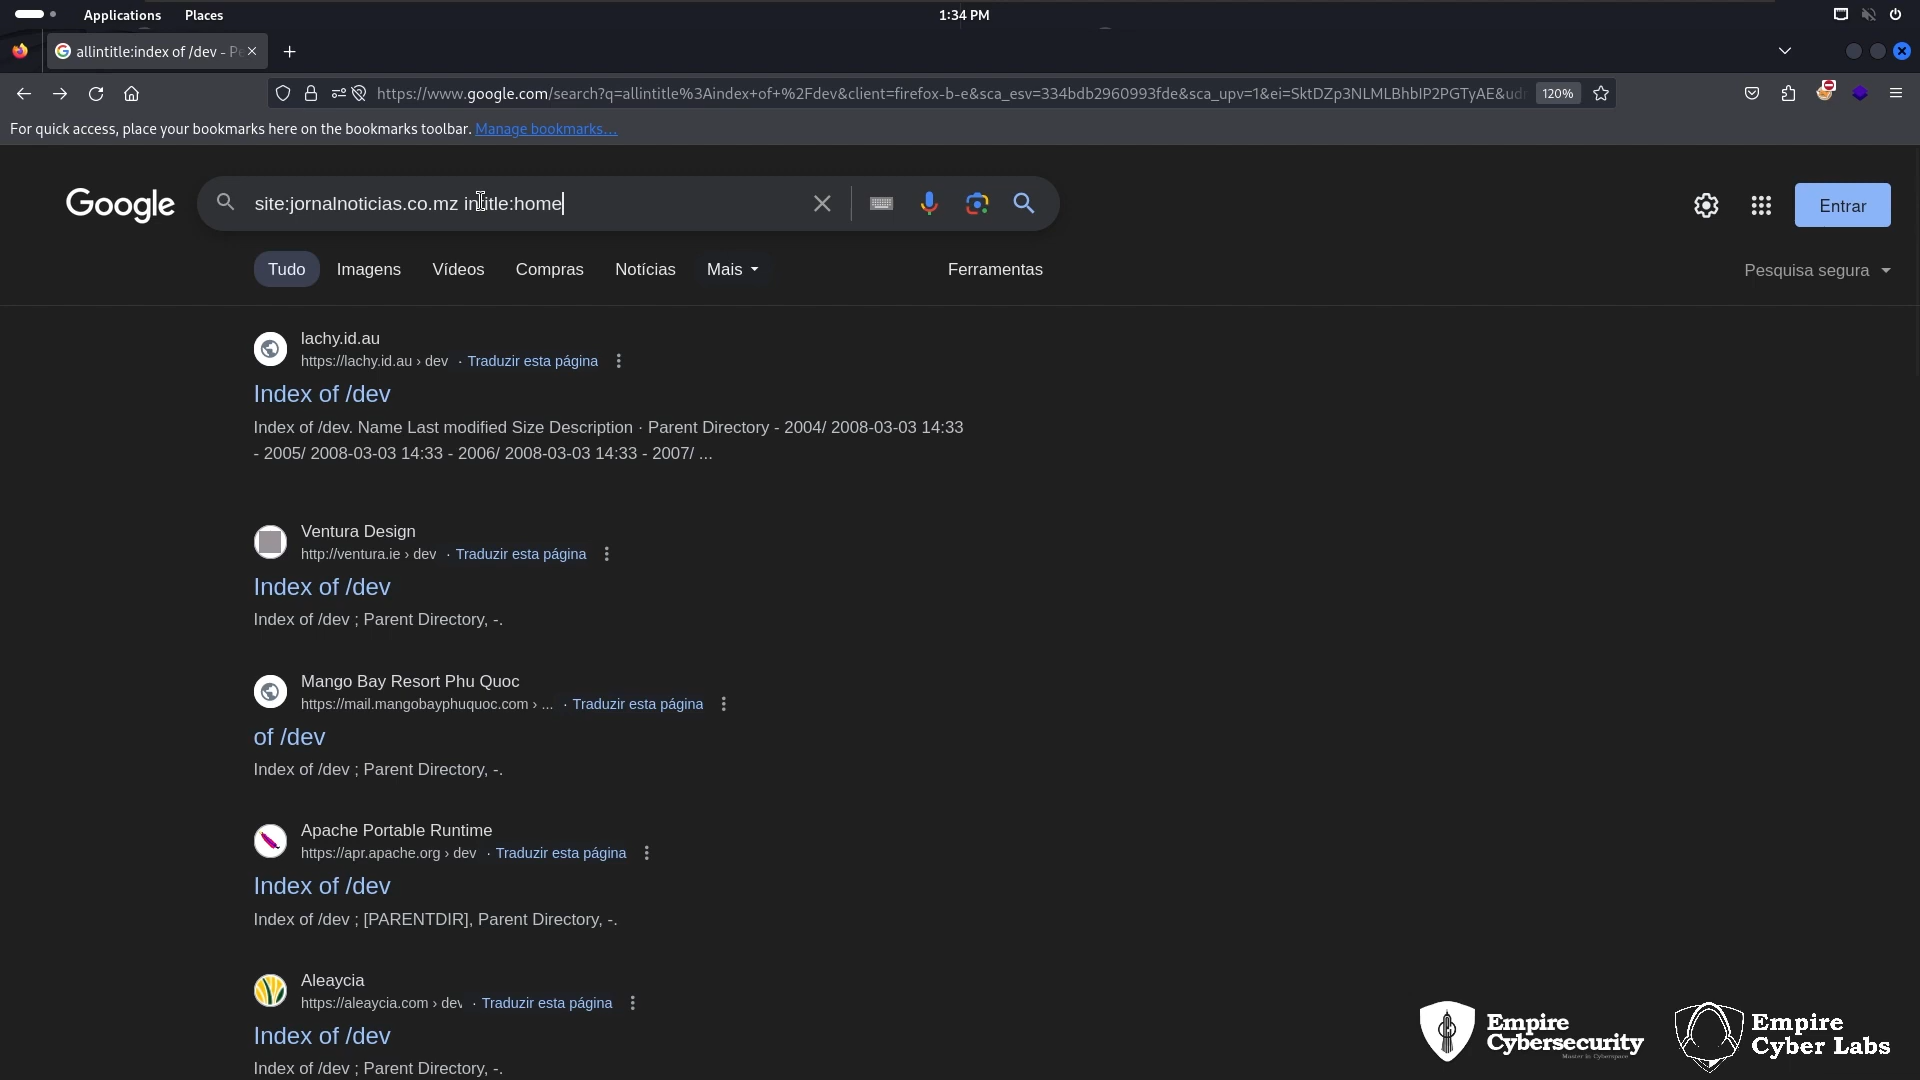 Applications Places
1:34 PM
allintitle:index of /dev - Pe
https://www.google.com/search?q=allintitle%3Aindex+of+%2Fdev&client=firefox-b-e&sca_esv=334bdb2960993fde&sca_upv=1&ei=SktDZp3NLMLBhbIP2PGTyAE&ud
120%
For quick access, place your bookmarks here on the bookmarks toolbar. Manage bookmarks…
Google
site:jornalnoticias.co.mz intitle:home
Entrar
Tudo Imagens Vídeos Compras Notícias Mais Ferramentas
Pesquisa segura
lachy.id.au
https://lachy.id.au › dev · Traduzir esta página
Index of /dev
Index of /dev. Name Last modified Size Description · Parent Directory - 2004/ 2008-03-03 14:33
- 2005/ 2008-03-03 14:33 - 2006/ 2008-03-03 14:33 - 2007/ ...
Ventura Design
http://ventura.ie › dev · Traduzir esta página
Index of /dev
Index of /dev ; Parent Directory, -.
Mango Bay Resort Phu Quoc
https://mail.mangobayphuquoc.com › ... · Traduzir esta página
of /dev
Index of /dev ; Parent Directory, -.
Apache Portable Runtime
https://apr.apache.org › dev · Traduzir esta página
Index of /dev
Index of /dev ; [PARENTDIR], Parent Directory, -.
Aleaycia
https://aleaycia.com › dev · Traduzir esta página
Index of /dev
Index of /dev ; Parent Directory, -.
Empire
Cybersecurity
Master In Cyberspace
Empire
Cyber Labs